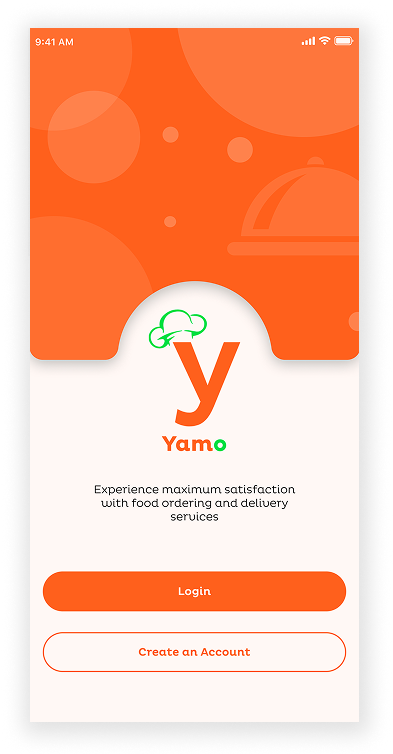 9:41 AM
y
Yamo
Experience maximum satisfaction
with food ordering and delivery
services
Login
Create an Account